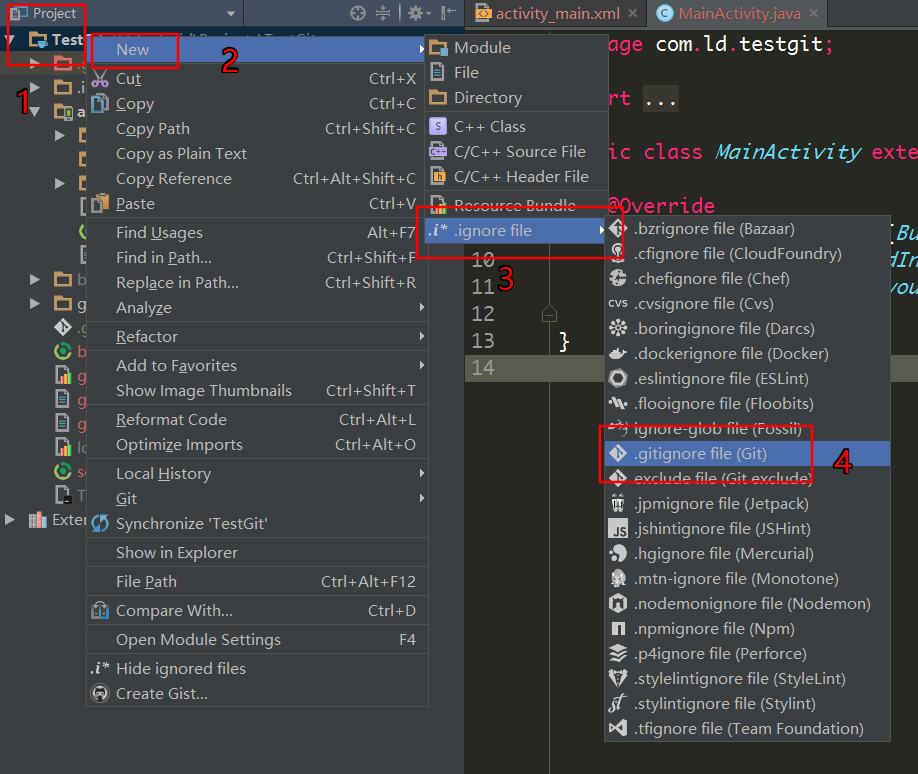 Project
activity_main.xml
MainActivity.java
1
New
2
Cut Ctrl+X
Copy Ctrl+C
Copy Path Ctrl+Shift+C
Copy as Plain Text
Copy Reference Ctrl+Alt+Shift+C
Paste Ctrl+V
Find Usages Alt+F7
Find in Path... Ctrl+Shift+F
Replace in Path... Ctrl+Shift+R
Analyze
Refactor
Add to Favorites
Show Image Thumbnails Ctrl+Shift+T
Reformat Code Ctrl+Alt+L
Optimize Imports Ctrl+Alt+O
Local History
Git
Synchronize 'TestGit'
Show in Explorer
File Path Ctrl+Alt+F12
Compare With... Ctrl+D
Open Module Settings F4
.i* Hide ignored files
Create Gist...
Module
File
Directory
S C++ Class
C++ C/C++ Source File
h C/C++ Header File
Resource Bundle
.i* .ignore file
3
com.ld.testgit;
...
class MainActivity
@Override
10
11
12
13 }
14
.bzrignore file (Bazaar)
.cfignore file (CloudFoundry)
.chefignore file (Chef)
CVS .cvsignore file (Cvs)
.boringignore file (Darcs)
.dockerignore file (Docker)
.eslintignore file (ESLint)
.flooignore file (Floobits)
ignore-glob file (Fossil)
.gitignore file (Git)
4
exclude file (Git exclude)
.jpmignore file (Jetpack)
JS .jshintignore file (JSHint)
.hgignore file (Mercurial)
.mtn-ignore file (Monotone)
.nodemonignore file (Nodemon)
.npmignore file (Npm)
.p4ignore file (Perforce)
.stylelintignore file (StyleLint)
st .stylintignore file (Stylint)
.tfignore file (Team Foundation)